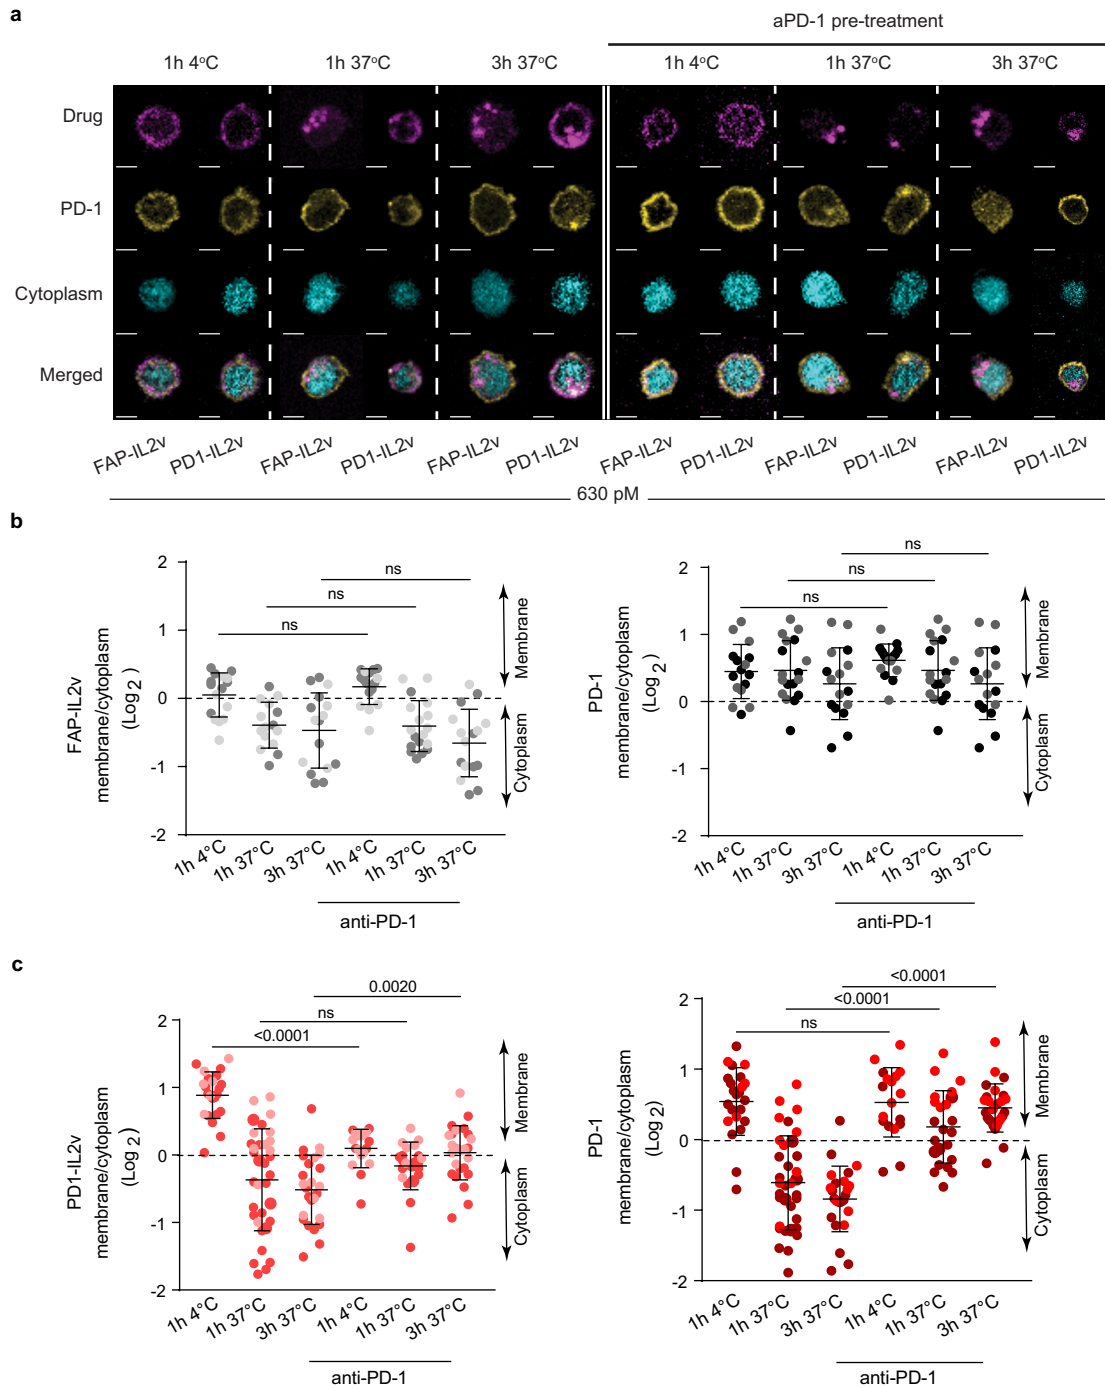 a
aPD-1 pre-treatment
1h 4°C 1h 37°C 3h 37°C 1h 4°C 1h 37°C 3h 37°C
Drug
PD-1
Cytoplasm
Merged
FAP-IL2v PD1-IL2v FAP-IL2v PD1-IL2v FAP-IL2v PD1-IL2v FAP-IL2v PD1-IL2v FAP-IL2v PD1-IL2v FAP-IL2v PD1-IL2v
630 pM
b
FAP-IL2v
membrane/cytoplasm
(Log 2)
2
1
0
-1
-2
ns
ns
ns
Membrane
Cytoplasm
1h 4°C 1h 37°C 3h 37°C 1h 4°C 1h 37°C 3h 37°C
anti-PD-1
PD-1
membrane/cytoplasm
(Log 2)
2
1
0
-1
-2
ns
ns
ns
Membrane
Cytoplasm
1h 4°C 1h 37°C 3h 37°C 1h 4°C 1h 37°C 3h 37°C
anti-PD-1
c
PD1-IL2v
membrane/cytoplasm
(Log 2)
2
1
0
-1
-2
0.0020
ns
<0.0001
Membrane
Cytoplasm
1h 4°C 1h 37°C 3h 37°C 1h 4°C 1h 37°C 3h 37°C
anti-PD-1
PD-1
membrane/cytoplasm
(Log 2)
2
1
0
-1
-2
<0.0001
<0.0001
ns
Membrane
Cytoplasm
1h 4°C 1h 37°C 3h 37°C 1h 4°C 1h 37°C 3h 37°C
anti-PD-1